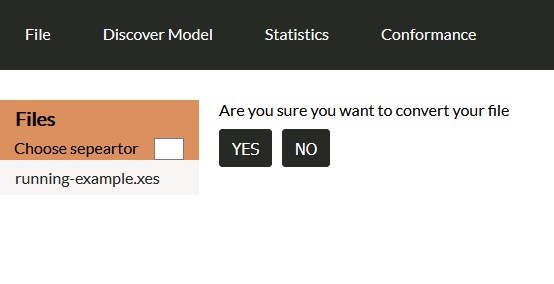 File Discover Model Statistics Conformance
Files
Choose sepeartor
running-example.xes
Are you sure you want to convert your file
YES NO